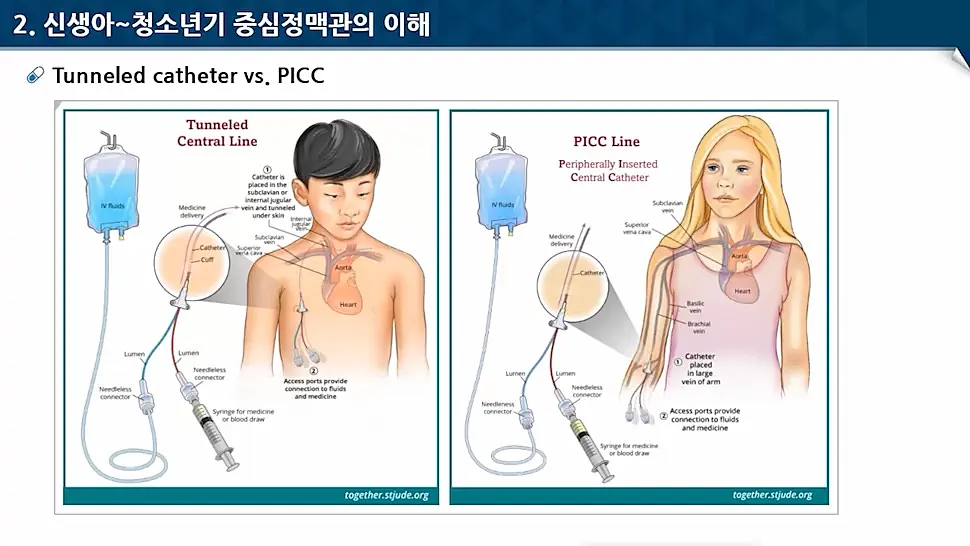 2. 신생아~청소년기 중심정맥관의 이해
Tunneled catheter vs. PICC
Tunneled
Central Line
①
Catheter is
placed in the
subclavian or
internal jugular
vein and tunneled
under skin
IV fluids
Medicine
delivery
Internal
jugular
vein
Subclavian
vein
Superior
vena cava
Catheter
Cuff
Aorta
Heart
Lumen
Lumen
②
Access ports provide
connection to fluids
and medicine
Needleless
connector
Needleless
connector
Syringe for medicine
or blood draw
together.stjude.org
PICC Line
Peripherally Inserted
Central Catheter
IV fluids
Subclavian
vein
Superior
vena cava
Medicine
delivery
Aorta
Catheter
Heart
Basilic
vein
Brachial
vein
① Catheter
placed
in large
vein of arm
Lumen
Lumen
Needleless
connector
Needleness
connector
② Access ports provide
connection to fluids
and medicine
Syringe for medicine
or blood draw
together.stjude.org